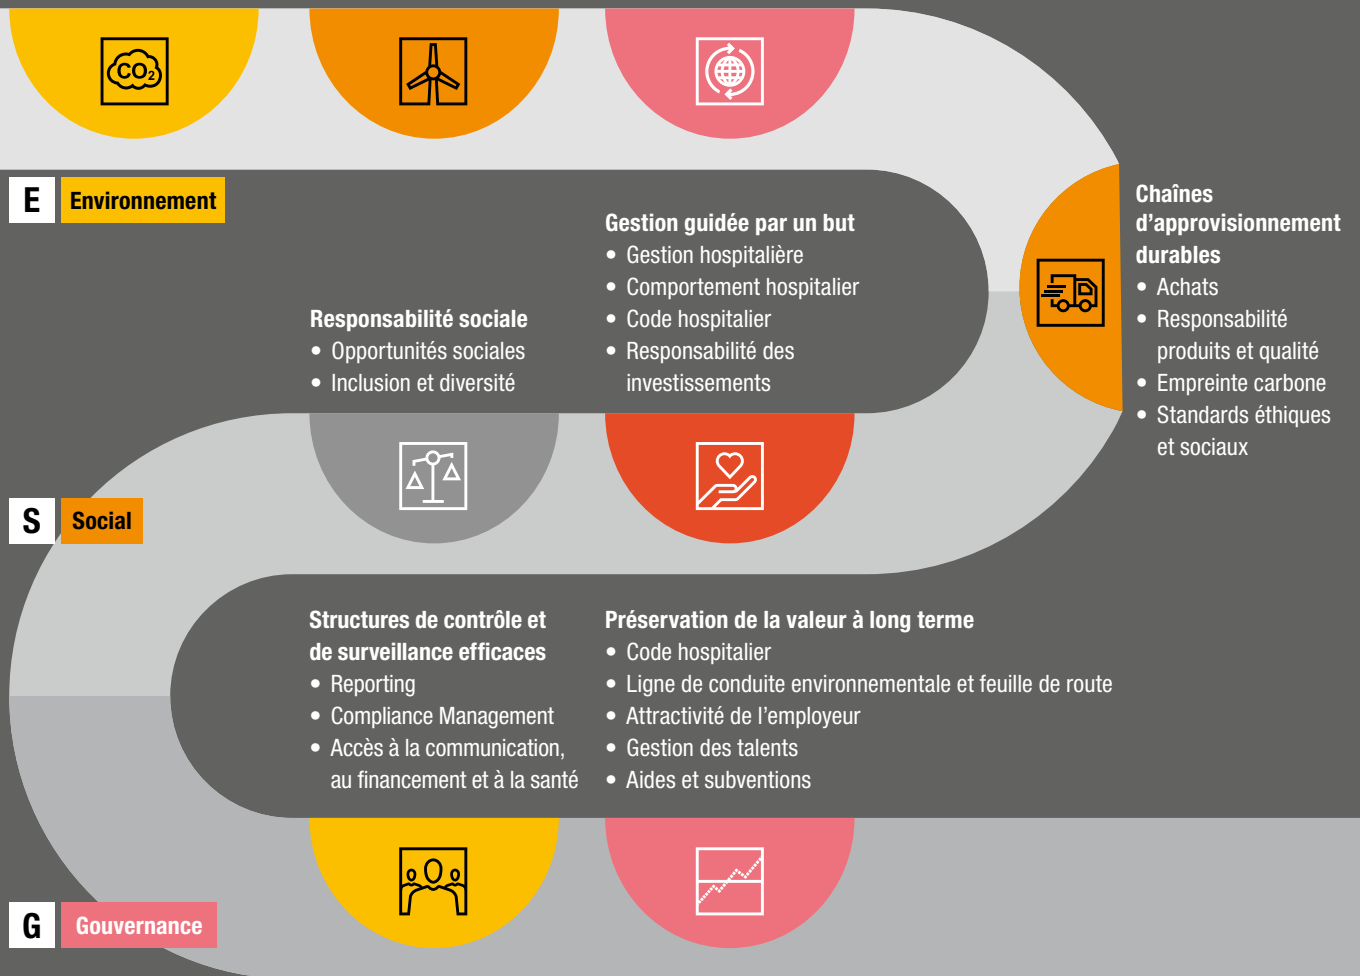 CO₂
E
Environnement
Gestion guidée par un but
• Gestion hospitalière
• Comportement hospitalier
• Code hospitalier
• Responsabilité des
investissements
Chaînes
d’approvisionnement
durables
• Achats
• Responsabilité
produits et qualité
• Empreinte carbone
• Standards éthiques
et sociaux
Responsabilité sociale
• Opportunités sociales
• Inclusion et diversité
S
Social
Structures de contrôle et
de surveillance efficaces
• Reporting
• Compliance Management
• Accès à la communication,
au financement et à la santé
Préservation de la valeur à long terme
• Code hospitalier
• Ligne de conduite environnementale et feuille de route
• Attractivité de l’employeur
• Gestion des talents
• Aides et subventions
G
Gouvernance